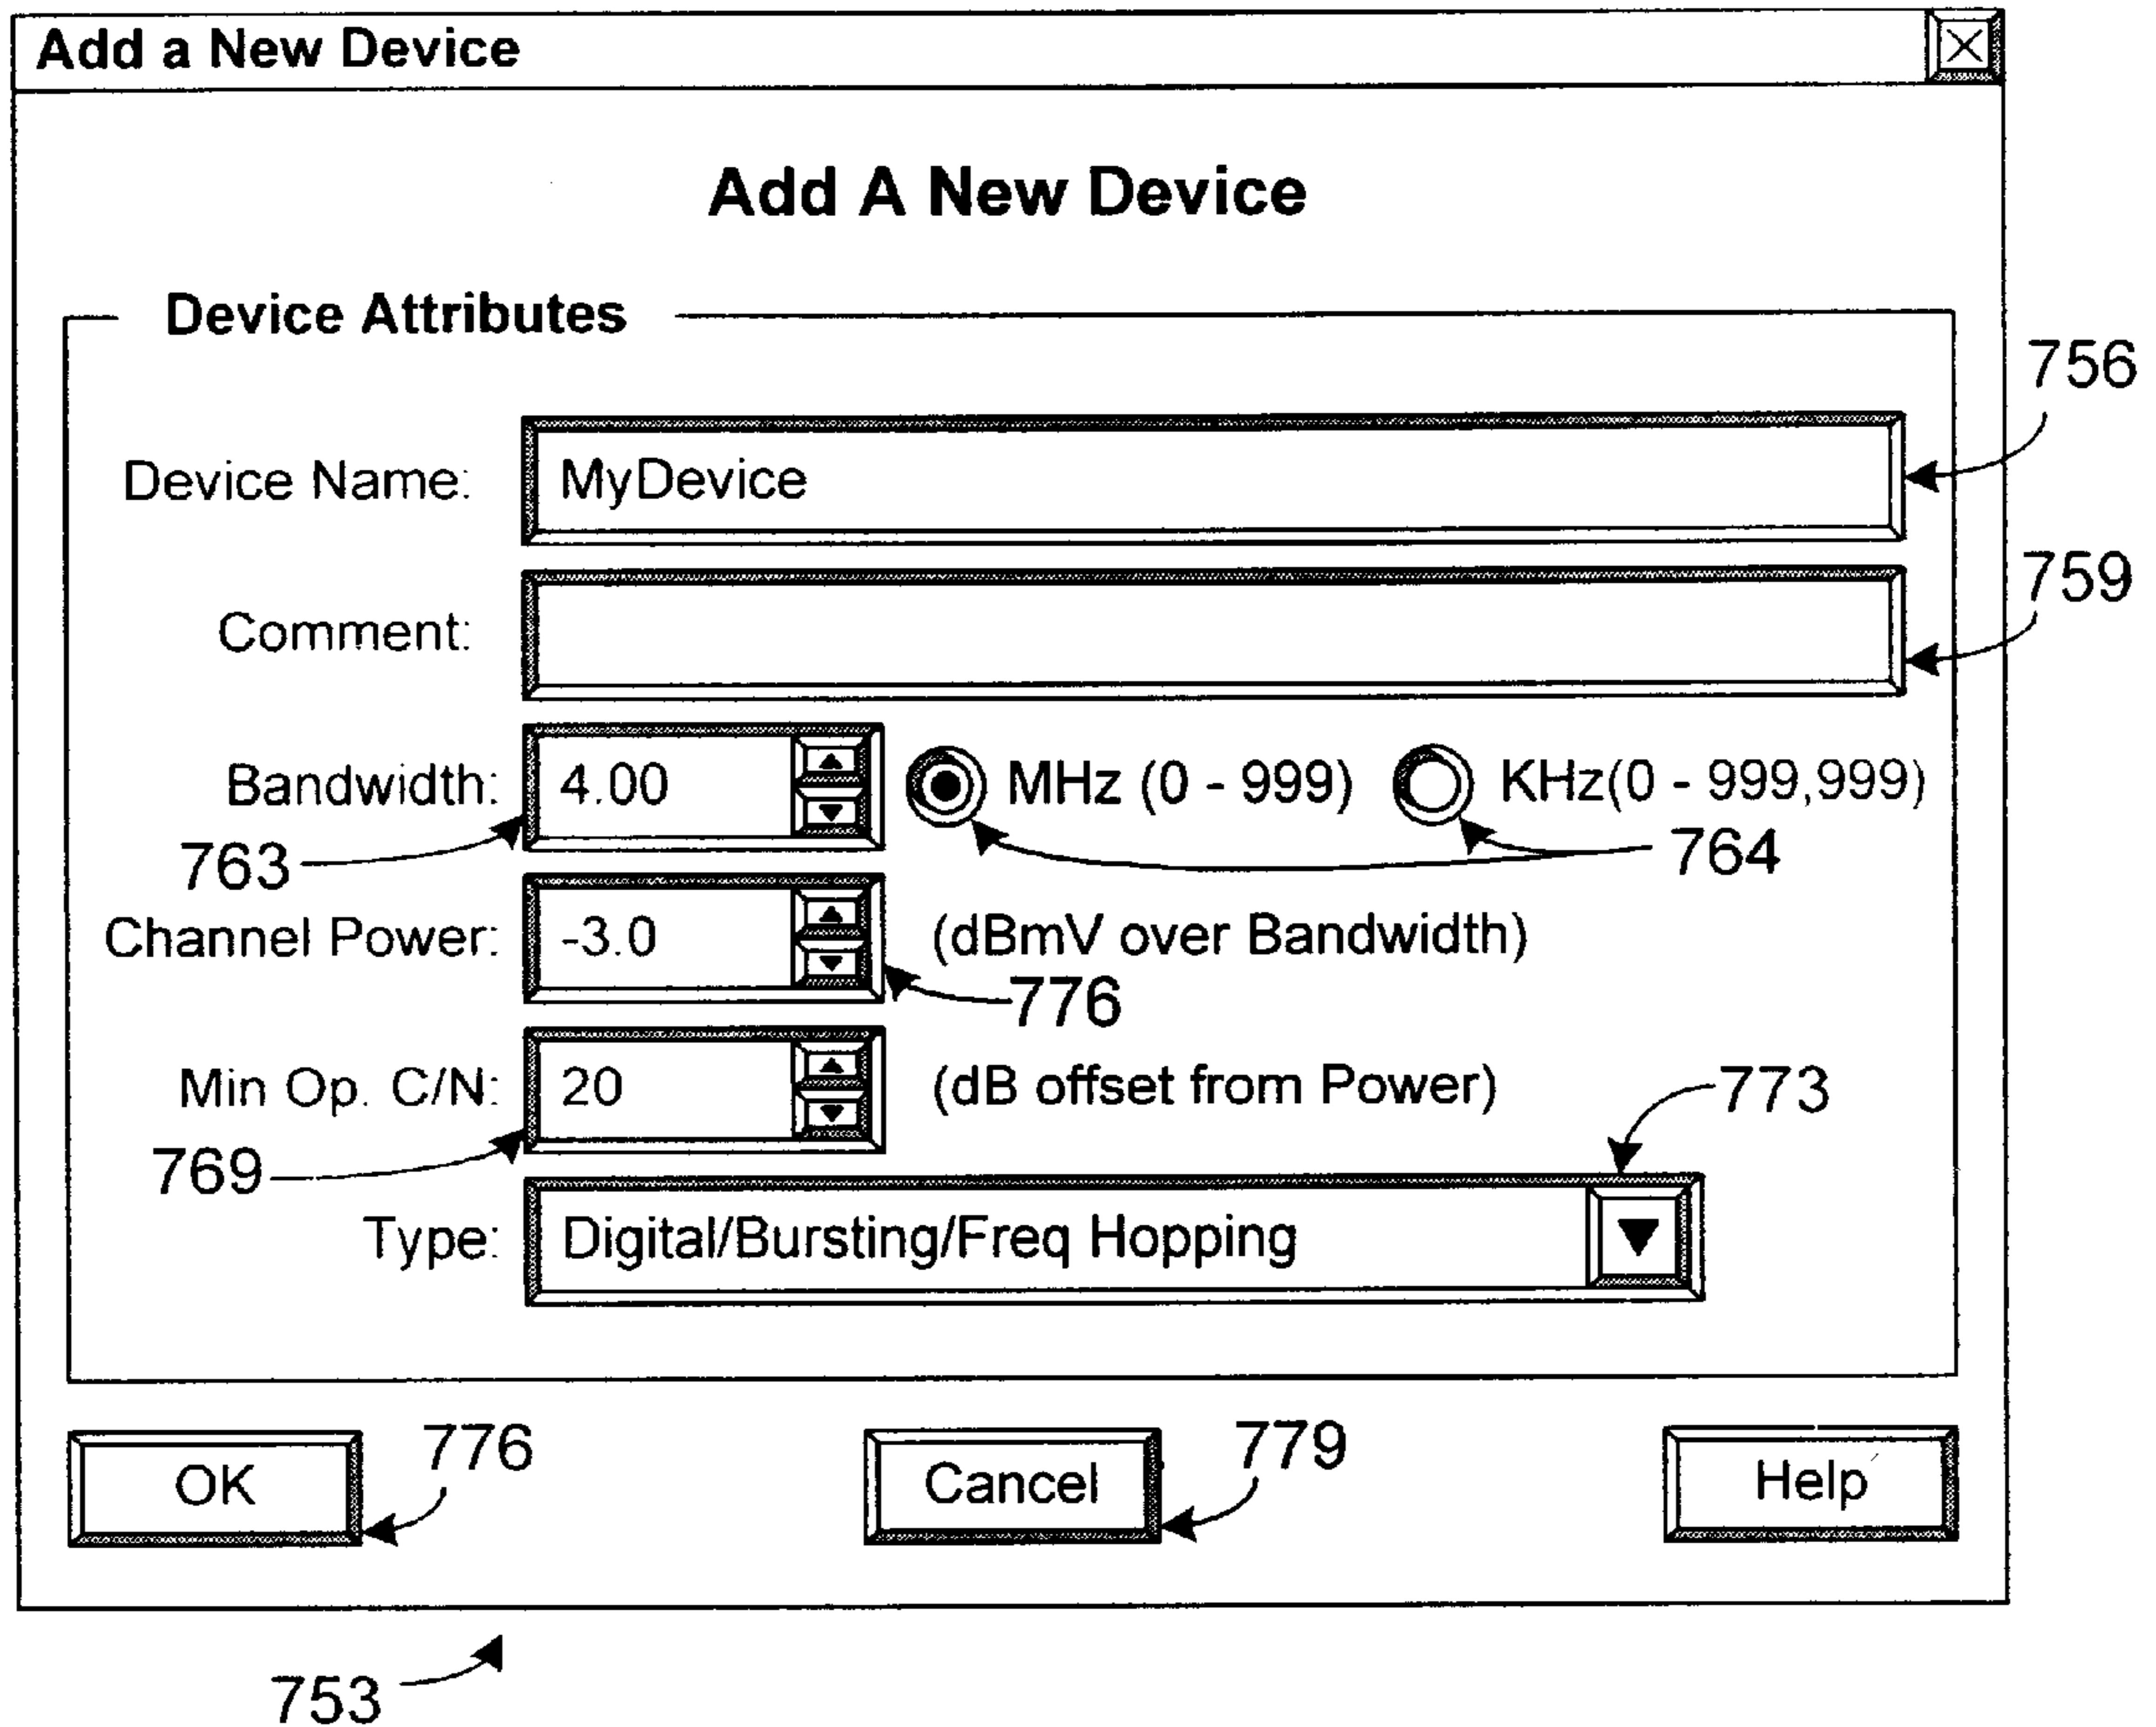 Add a New Device
Add A New Device
Device Attributes
756
Device Name: MyDevice
759
Comment:
Bandwidth: 4.00 MHz (0 - 999) KHz(0 - 999,999)
763 764
Channel Power: -3.0 (dBmV over Bandwidth)
776
Min Op. C/N: 20 (dB offset from Power) 773
769
Type: Digital/Bursting/Freq Hopping
OK 776 Cancel 779 Help
753